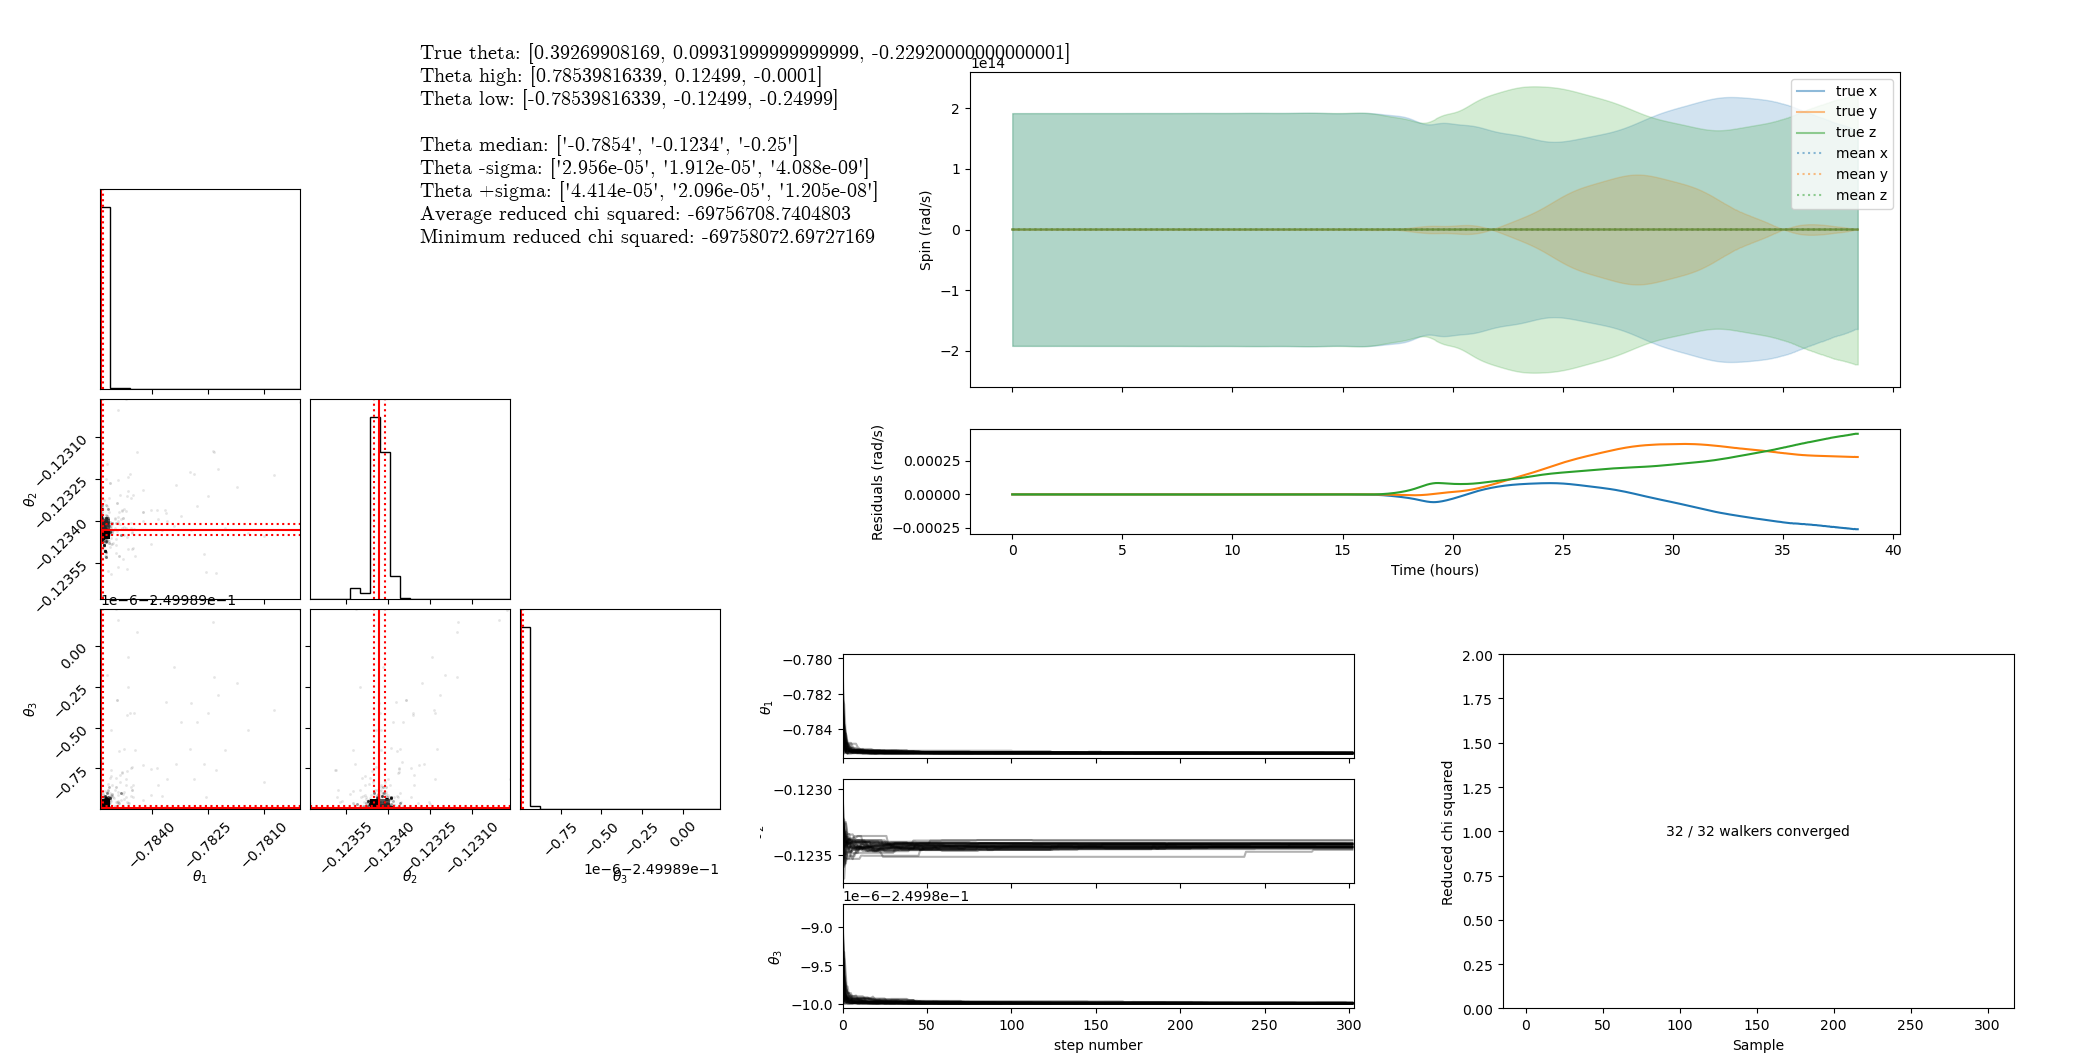 True theta: [0.39269908169, 0.09931999999999999, -0.22920000000000001]
Theta high: [0.78539816339, 0.12499, -0.0001]
Theta low: [-0.78539816339, -0.12499, -0.24999]
Theta median: ['-0.7854', '-0.1234', '-0.25']
Theta -sigma: ['2.956e-05', '1.912e-05', '4.088e-09']
Theta +sigma: ['4.414e-05', '2.096e-05', '1.205e-08']
Average reduced chi squared: -69756708.7404803
Minimum reduced chi squared: -69758072.69727169
1e14
2
1
0
−1
−2
Spin (rad/s)
true x
true y
true z
mean x
mean y
mean z
0.00025
0.00000
−0.00025
Residuals (rad/s)
0 5 10 15 20 25 30 35 40
Time (hours)
−0.12310
−0.12325
−0.12340
−0.12355
θ2
1e−6−2.49989e−1
0.00
−0.25
−0.50
−0.75
θ3
−0.7840 −0.7825 −0.7810
θ1
−0.12355 −0.12340 −0.12325 −0.12310
θ2
−0.75 −0.50 −0.25 0.00
1e−6−2.49989e−1
θ3
−0.780
−0.782
−0.784
θ1
−0.1230
−0.1235
1e−6−2.4998e−1
−9.0
−9.5
−10.0
θ3
0 50 100 150 200 250 300
step number
2.00
1.75
1.50
1.25
1.00
0.75
0.50
0.25
0.00
Reduced chi squared
32 / 32 walkers converged
0 50 100 150 200 250 300
Sample